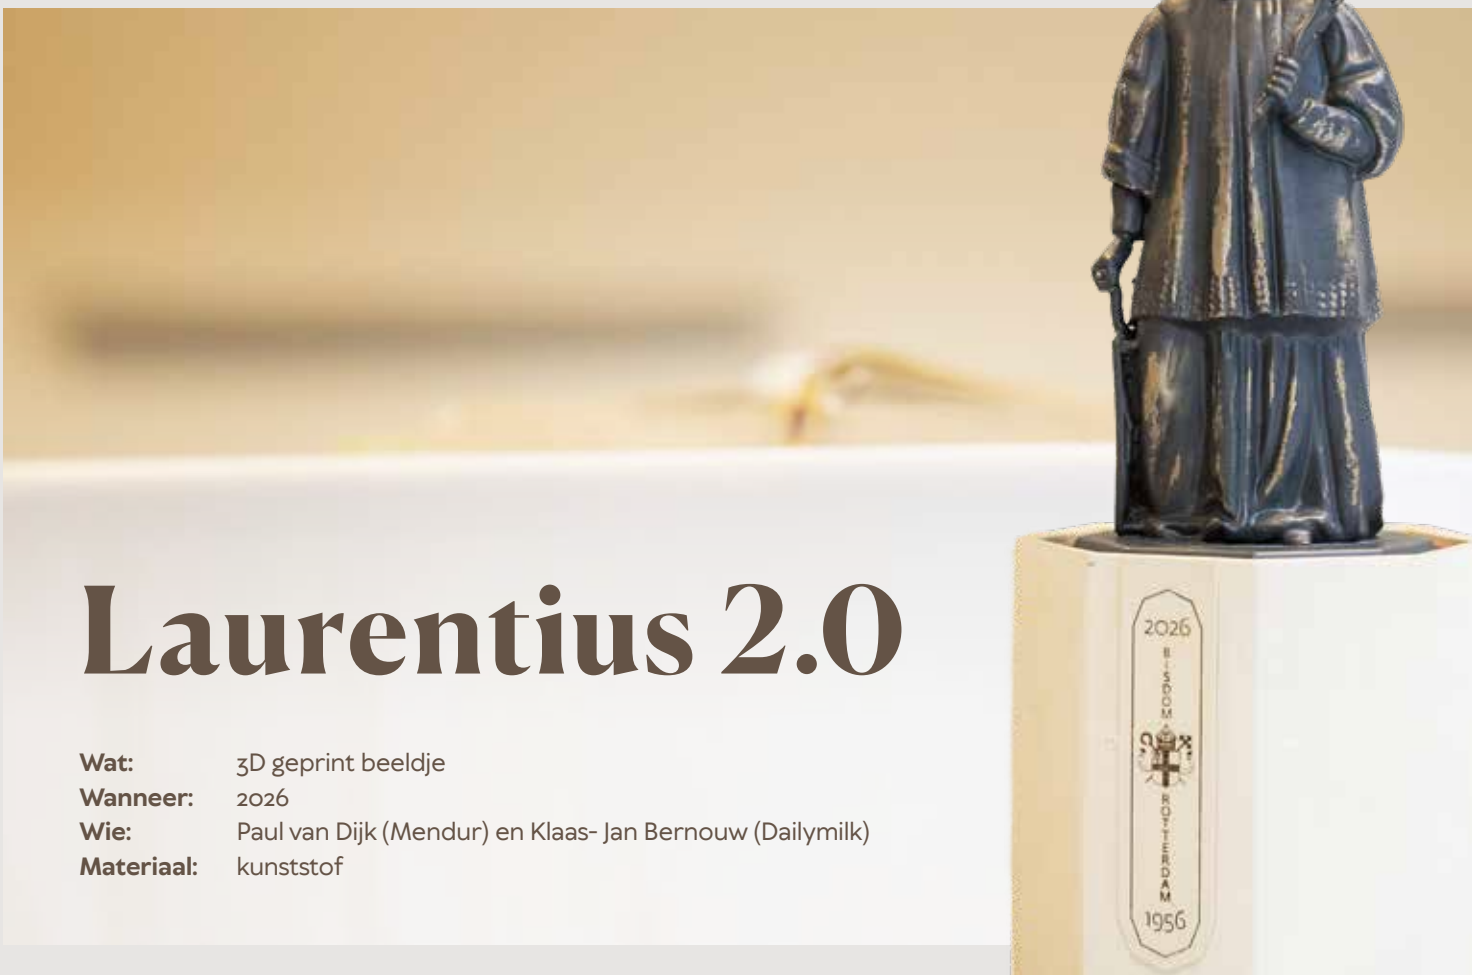 Laurentius 2.0
Wat: 3D geprint beeldje
Wanneer: 2026
Wie: Paul van Dijk (Mendur) en Klaas- Jan Bernouw (Dailymilk)
Materiaal: kunststof
2026
BISDOM
ROTTERDAM
1956